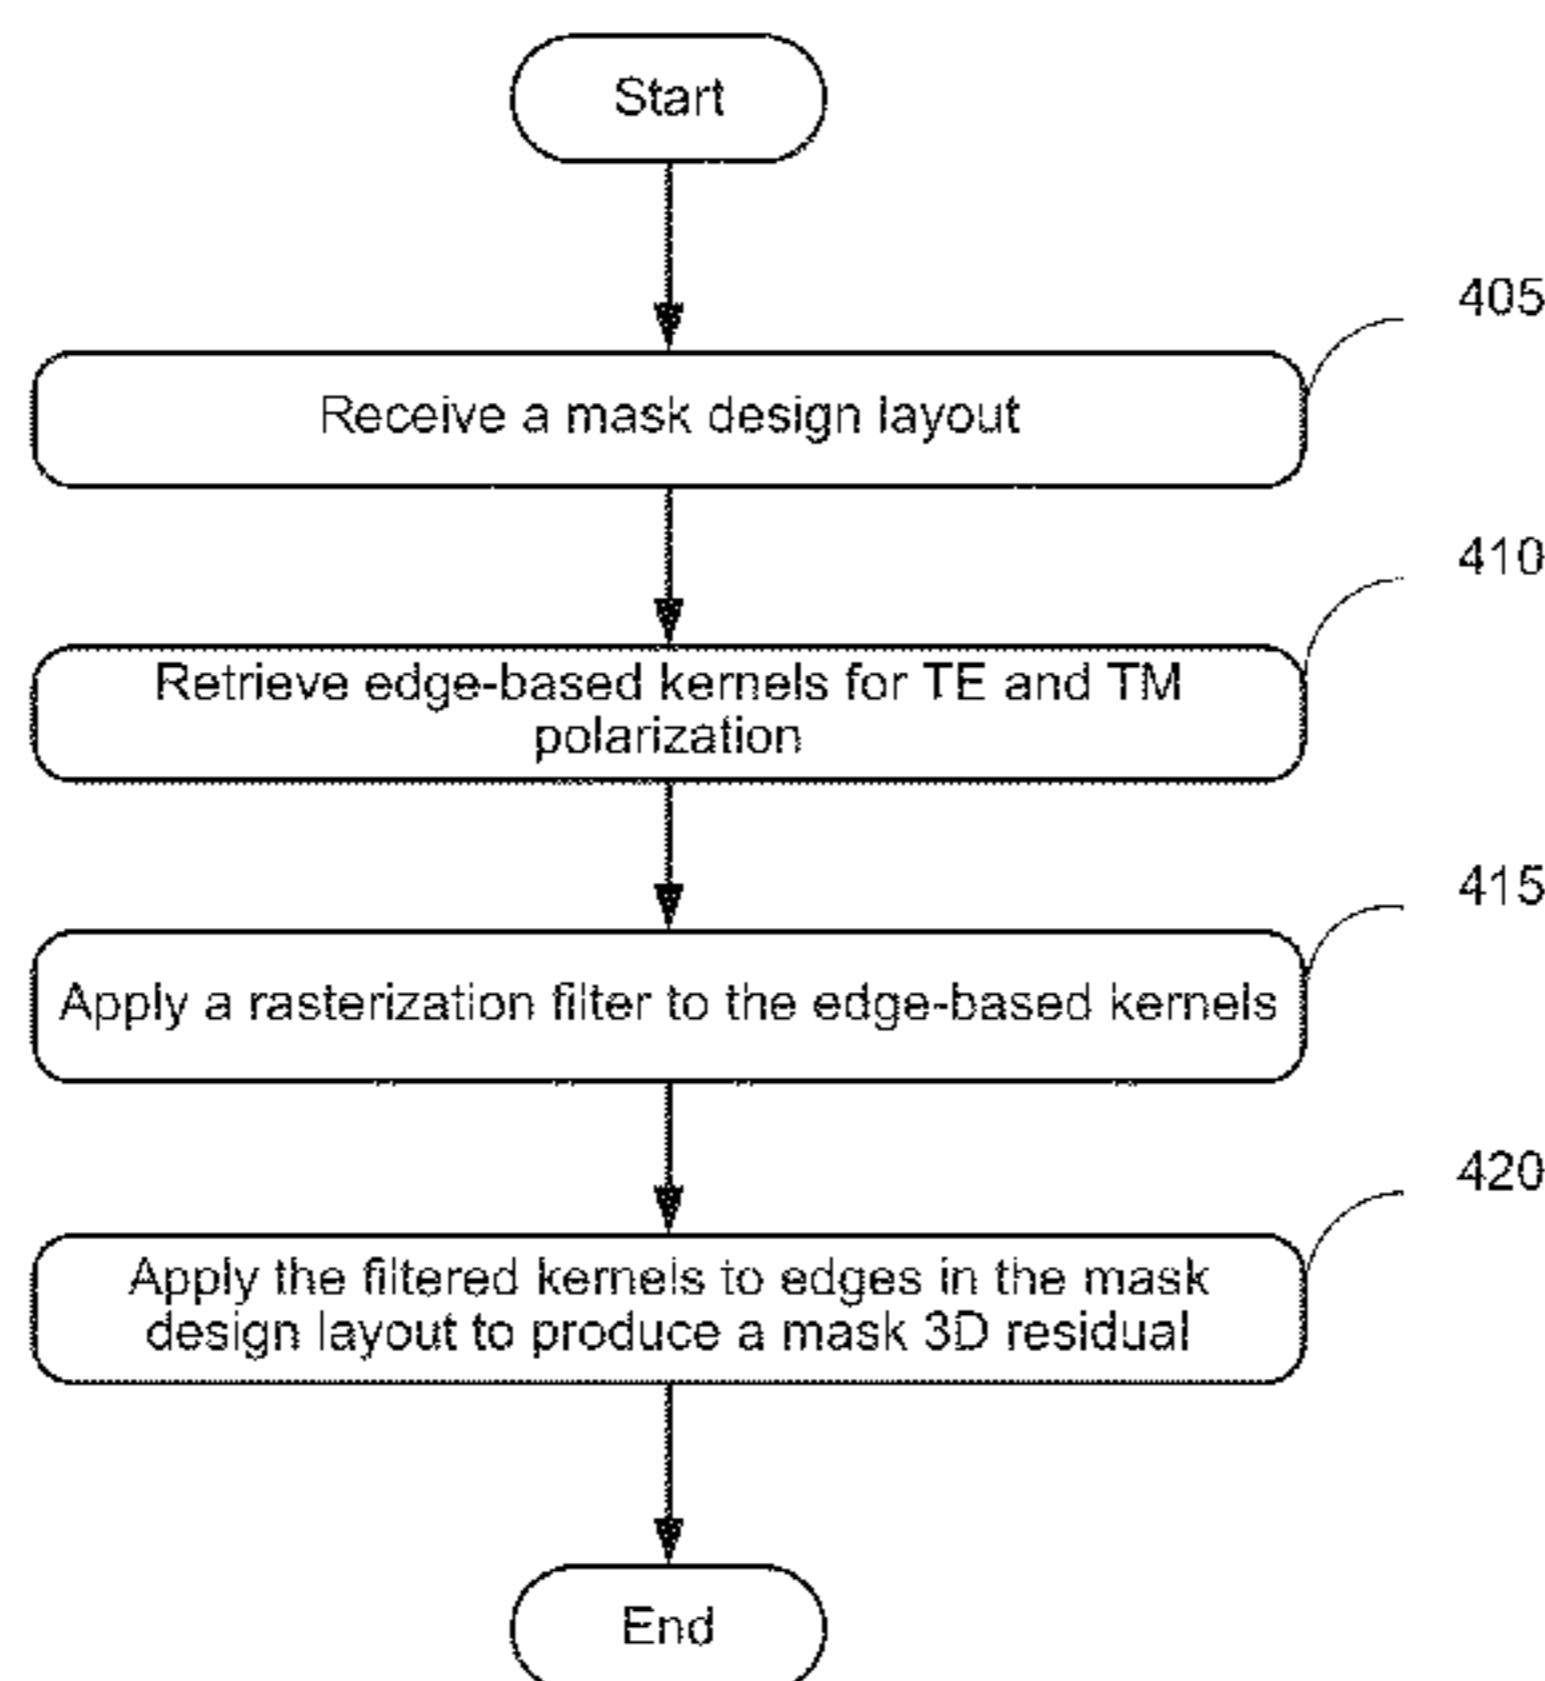 Start
405
Receive a mask design layout
410
Retrieve edge-based kernels for TE and TM
polarization
415
Apply a rasterization filter to the edge-based kernels
420
Apply the filtered kernels to edges in the mask
design layout to produce a mask 3D residual
End